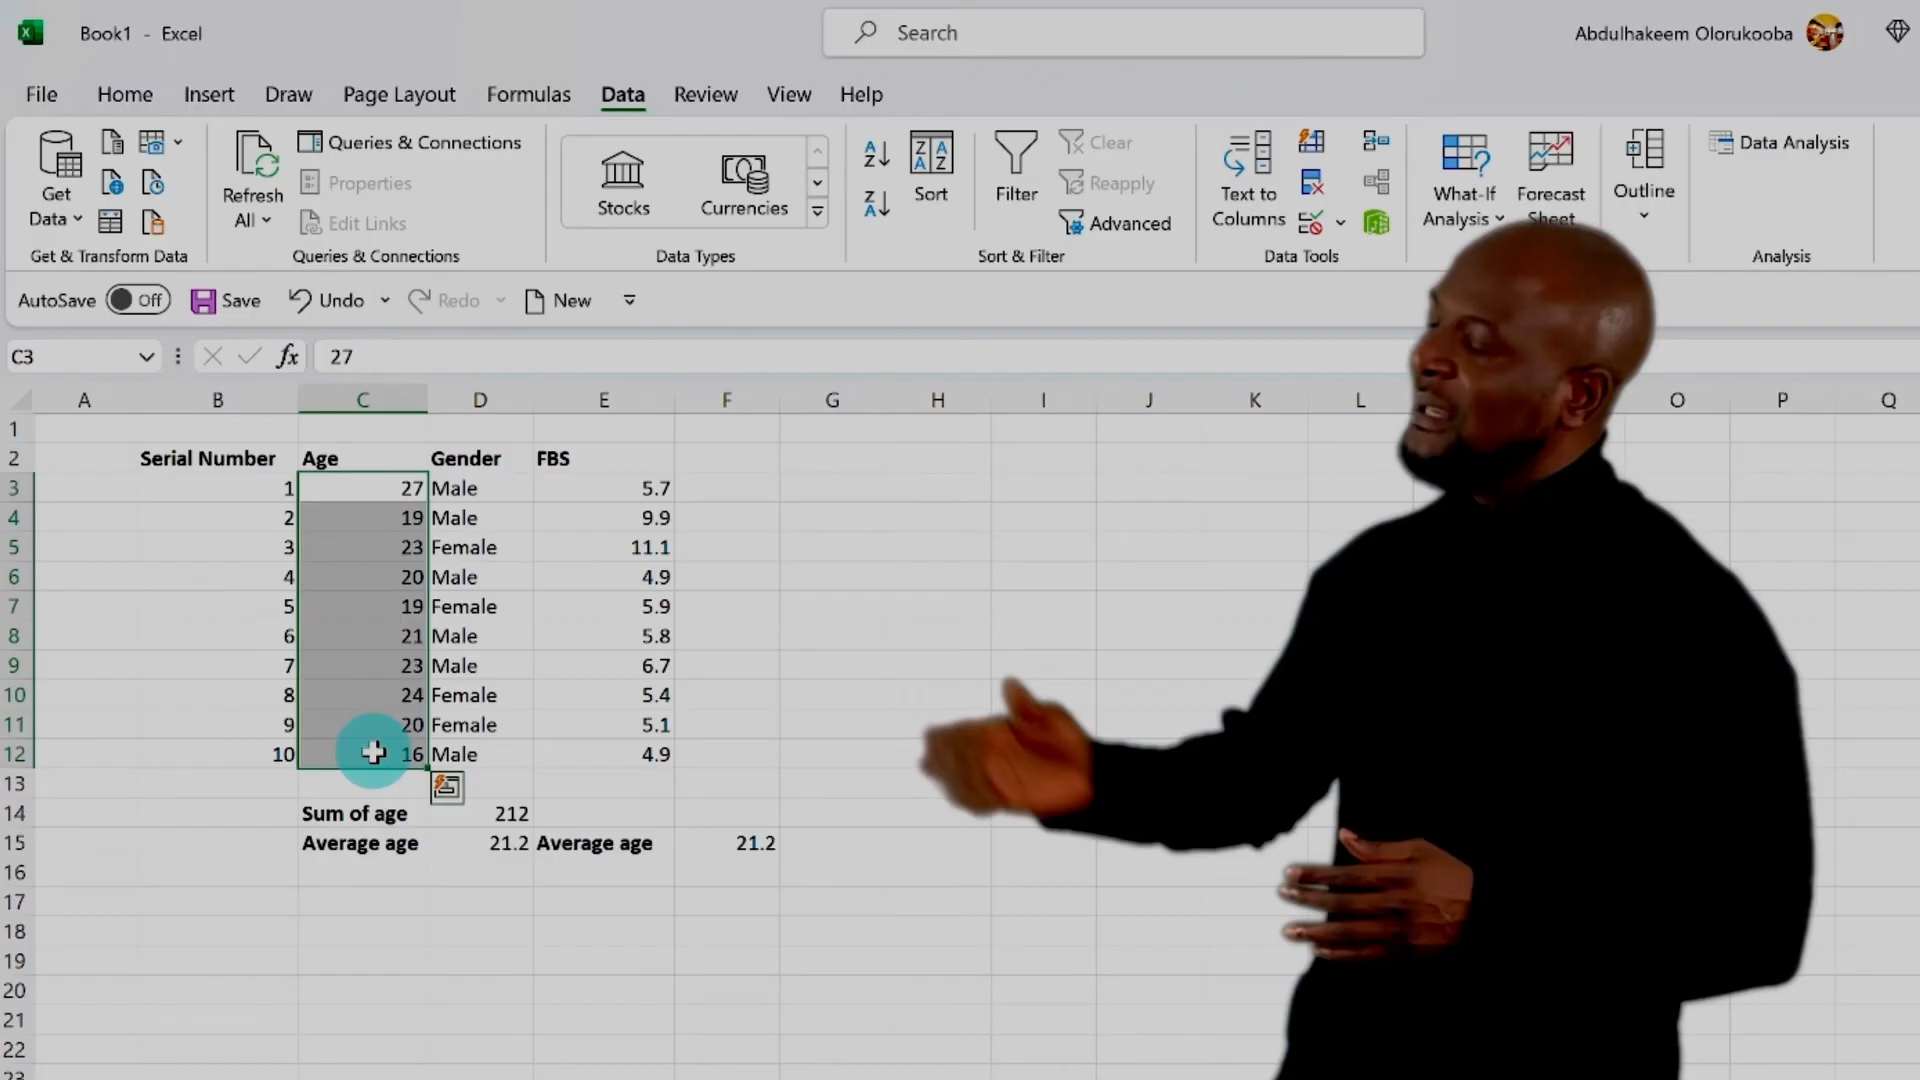 Book1 - Excel
Search
Abdulhakeem Olorukooba
File Home Insert Draw Page Layout Formulas Data Review View Help
Get Data
Refresh All
Queries & Connections
Properties
Edit Links
Stocks
Currencies
Sort
Filter
Clear
Reapply
Advanced
Text to Columns
What-If Analysis
Forecast Sheet
Outline
Data Analysis
Get & Transform Data
Queries & Connections
Data Types
Sort & Filter
Data Tools
Analysis
AutoSave Off Save Undo Redo New
C3 fx 27
A B C D E F G H I J K L O P Q
1
2 Serial Number Age Gender FBS
3 1 27 Male 5.7
4 2 19 Male 9.9
5 3 23 Female 11.1
6 4 20 Male 4.9
7 5 19 Female 5.9
8 6 21 Male 5.8
9 7 23 Male 6.7
10 8 24 Female 5.4
11 9 20 Female 5.1
12 10 16 Male 4.9
13
14 Sum of age 212
15 Average age 21.2 Average age 21.2
16
17
18
19
20
21
22
23